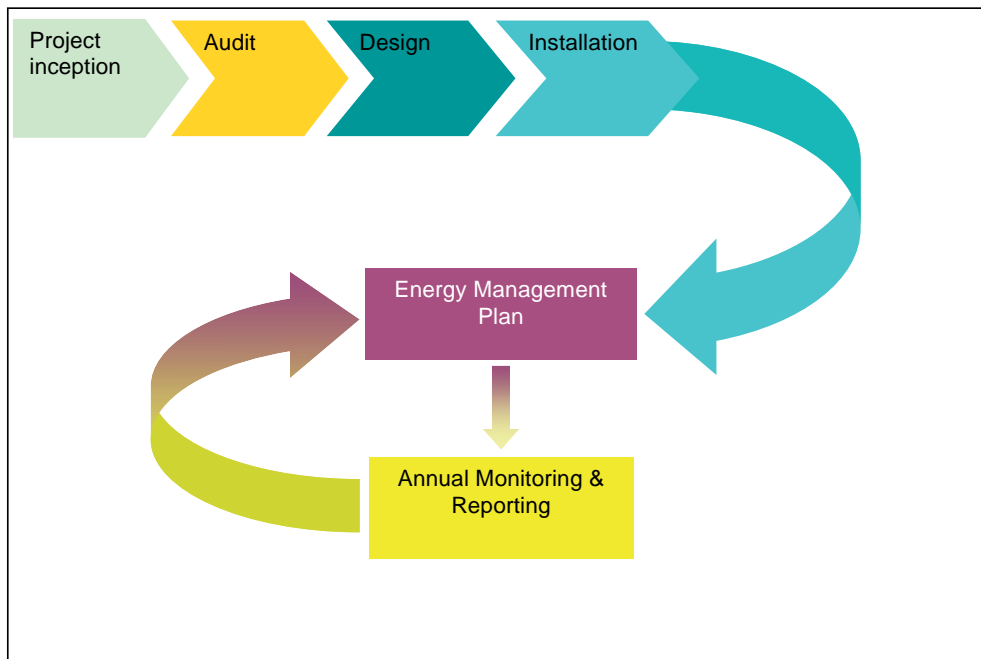 Project
inception
Audit
Design
Installation
Energy Management
Plan
Annual Monitoring &
Reporting